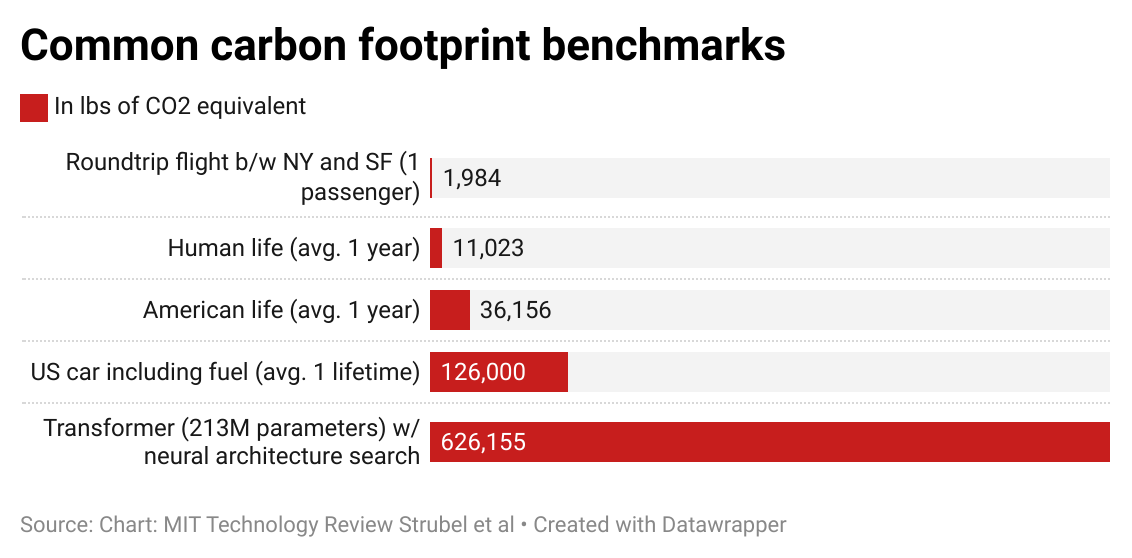 Common carbon footprint benchmarks
In lbs of CO2 equivalent
Roundtrip flight b/w NY and SF (1
passenger)
1,984
Human life (avg. 1 year)
11,023
American life (avg. 1 year)
36,156
US car including fuel (avg. 1 lifetime)
126,000
Transformer (213M parameters) w/
neural architecture search
626,155
Source: Chart: MIT Technology Review Strubel et al • Created with Datawrapper